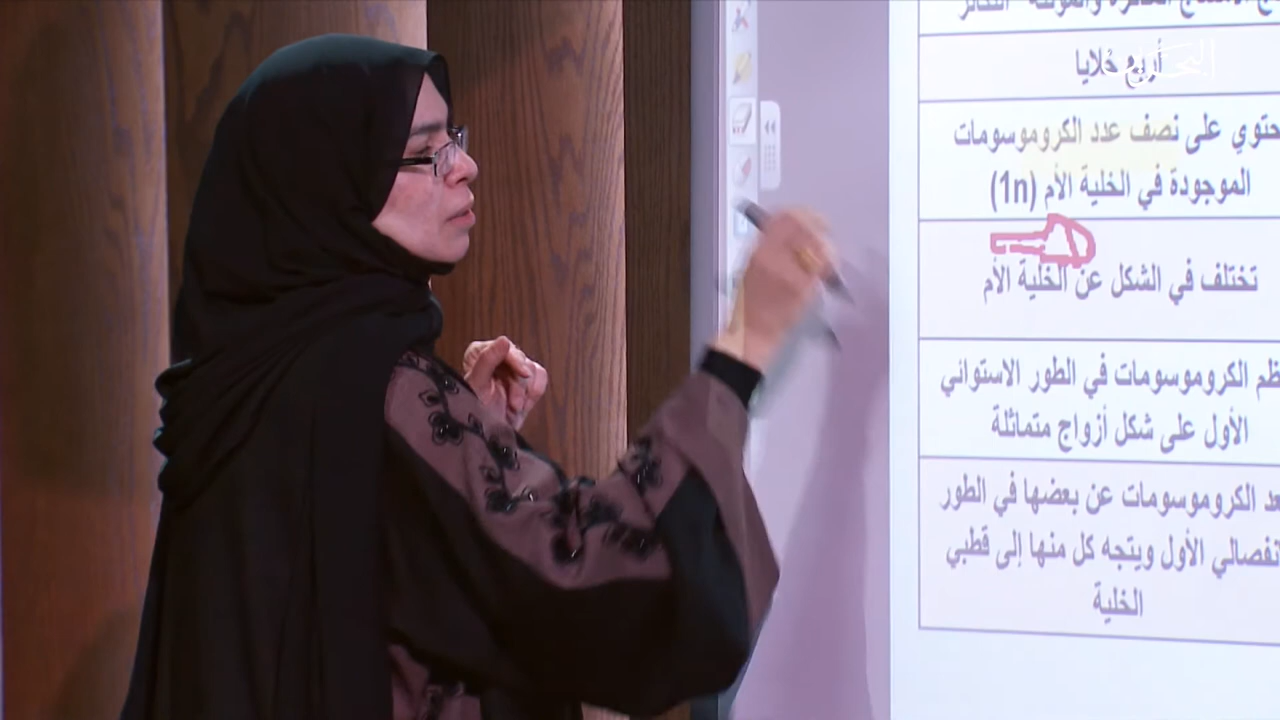 أربع خلايا
على نصف عدد الكروموسومات
الموجودة في الخلية الأم (1n)
تختلف في الشكل عن الخلية الأم
الكروموسومات في الطور الاستوائي
الأول على شكل أزواج متماثلة
الكروموسومات عن بعضها في الطور
الأول ويتجه كل منها إلى قطبي
الخلية